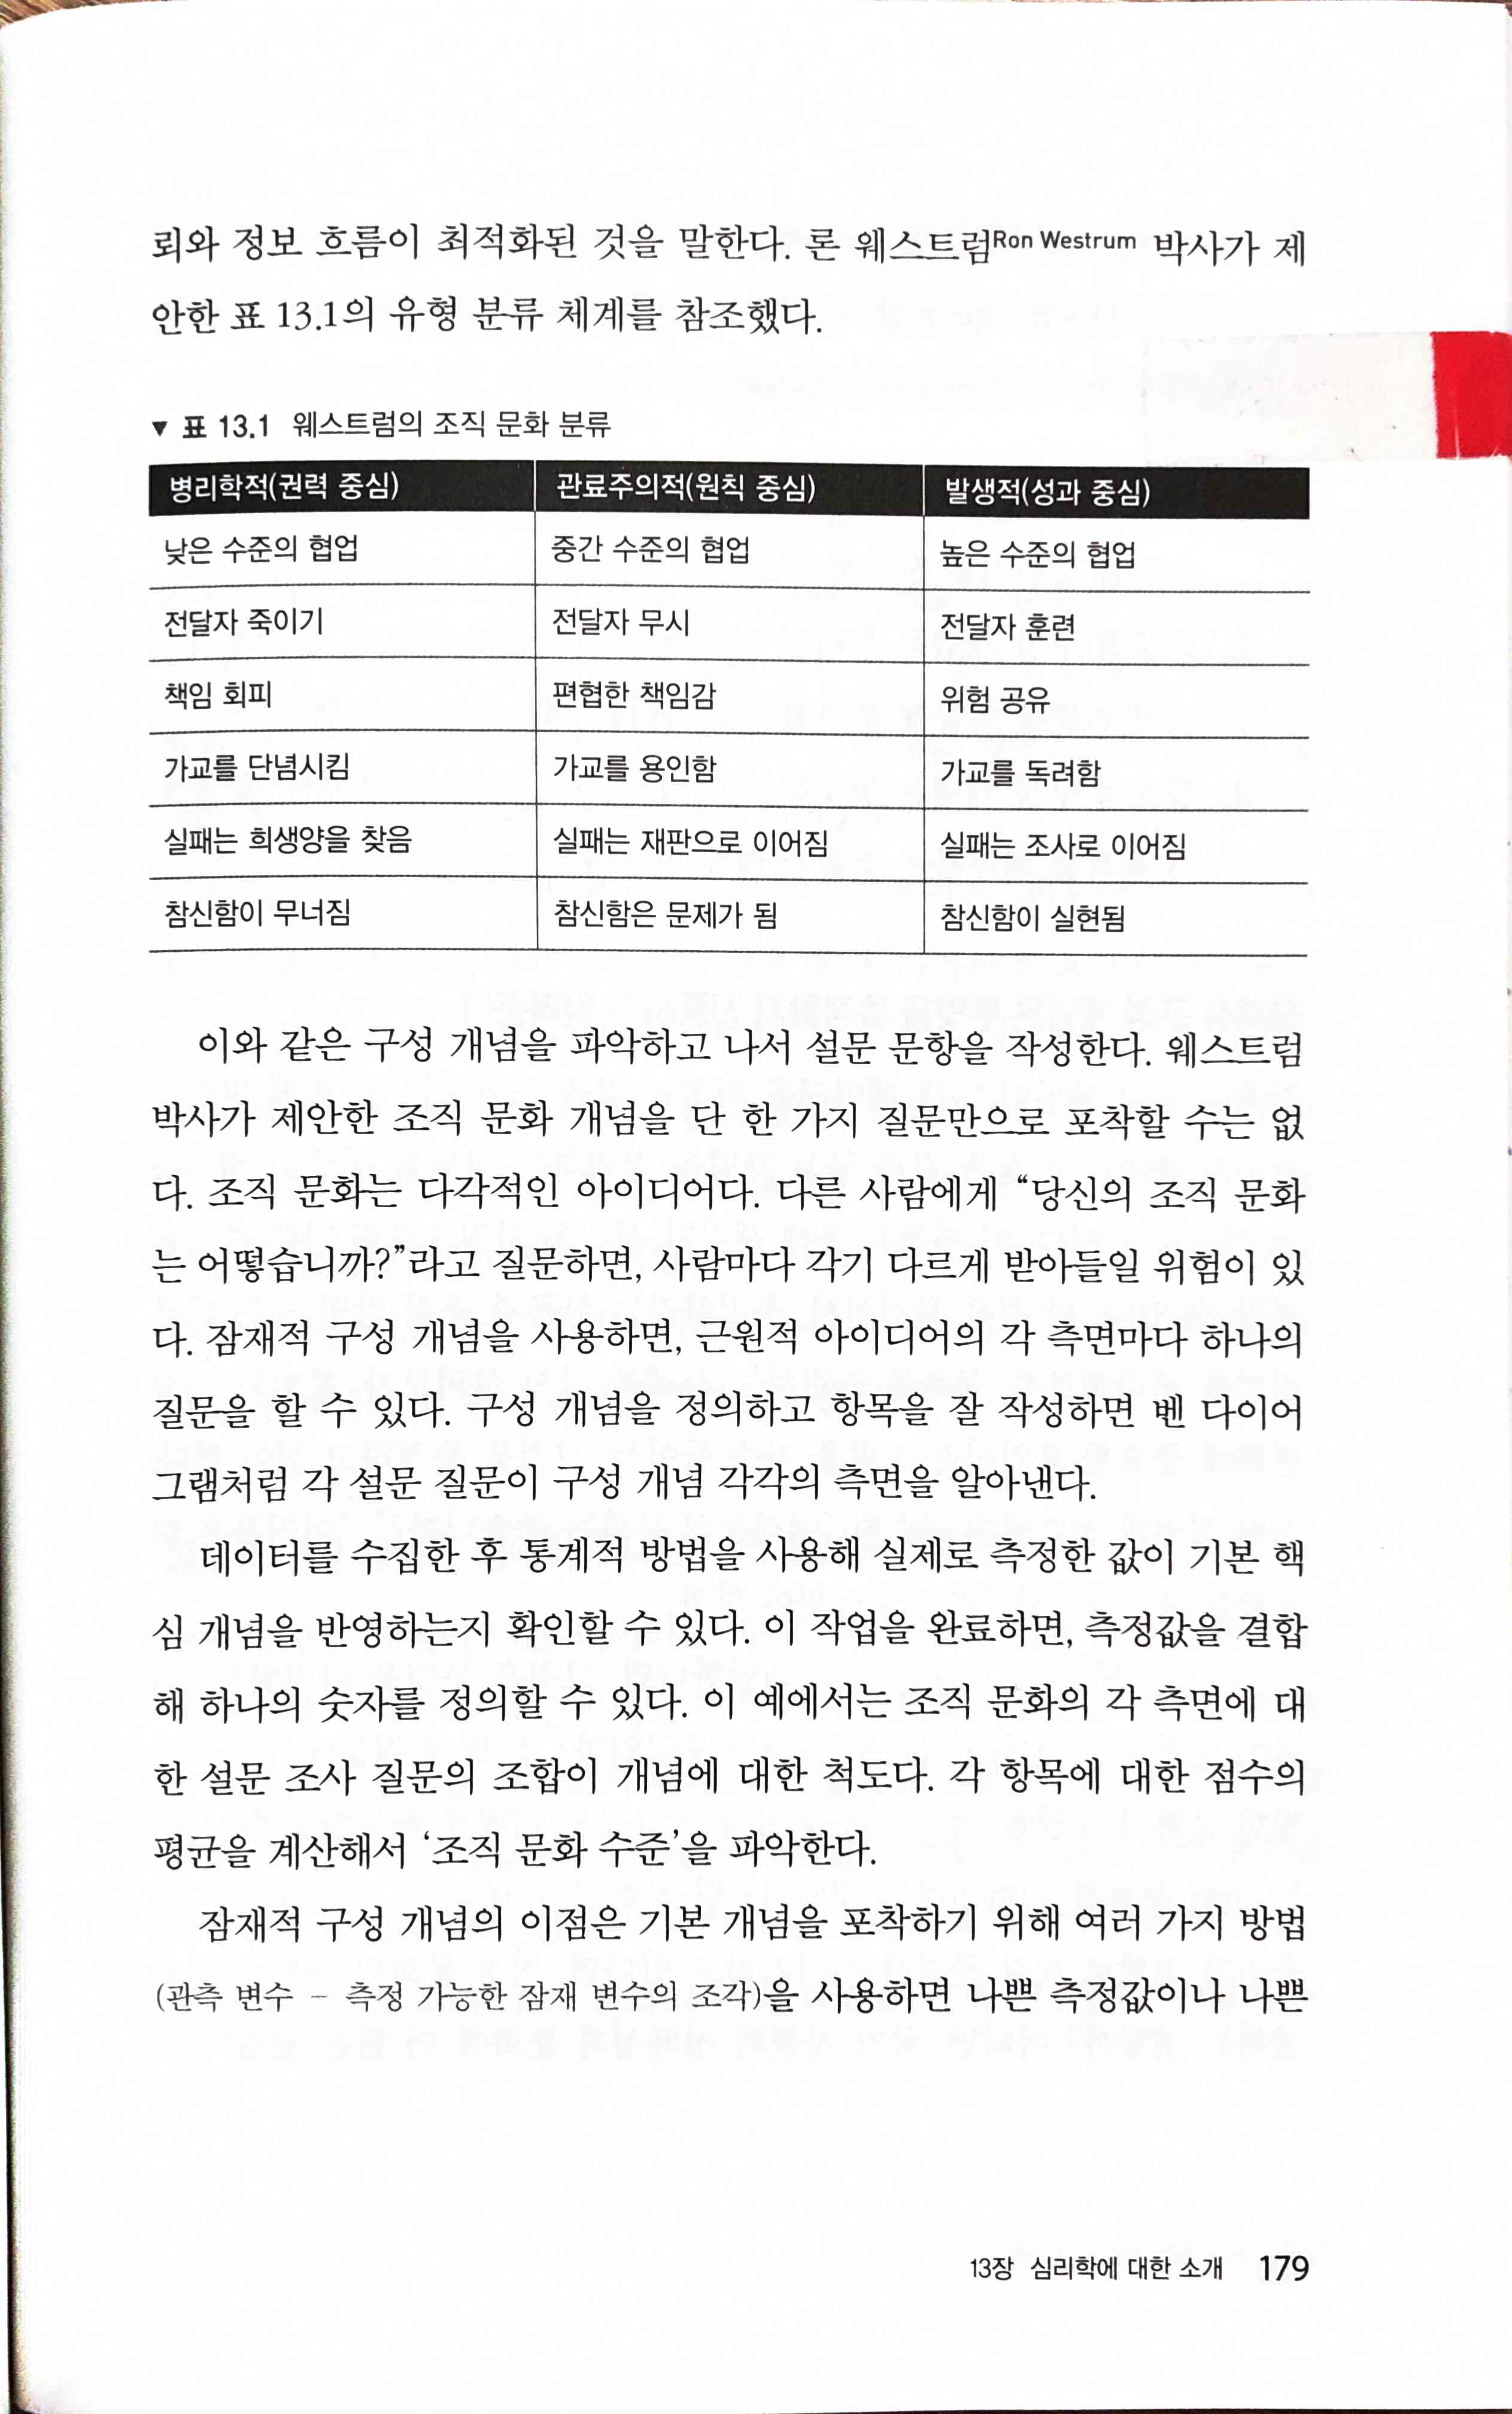 뢰와 정보 흐름이 최적화된 것을 말한다. 론 웨스트럼Ron Westrum 박사가 제
안한 표 13.1의 유형 분류 체계를 참조했다.
▼ 표 13.1 웨스트럼의 조직 문화 분류
병리학적(권력 중심) 관료주의적(원칙 중심) 발생적(성과 중심)
낮은 수준의 협업 중간 수준의 협업 높은 수준의 협업
전달자 죽이기 전달자 무시 전달자 훈련
책임 회피 편협한 책임감 위험 공유
가교를 단념시킴 가교를 용인함 가교를 독려함
실패는 희생양을 찾음 실패는 재판으로 이어짐 실패는 조사로 이어짐
참신함이 무너짐 참신함은 문제가 됨 참신함이 실현됨
이와 같은 구성 개념을 파악하고 나서 설문 문항을 작성한다. 웨스트럼
박사가 제안한 조직 문화 개념을 단 한 가지 질문만으로 포착할 수는 없
다. 조직 문화는 다각적인 아이디어다. 다른 사람에게 “당신의 조직 문화
는 어떻습니까?”라고 질문하면, 사람마다 각기 다르게 받아들일 위험이 있
다. 잠재적 구성 개념을 사용하면, 근원적 아이디어의 각 측면마다 하나의
질문을 할 수 있다. 구성 개념을 정의하고 항목을 잘 작성하면 벤 다이어
그램처럼 각 설문 질문이 구성 개념 각각의 측면을 알아낸다.
데이터를 수집한 후 통계적 방법을 사용해 실제로 측정한 값이 기본 핵
심 개념을 반영하는지 확인할 수 있다. 이 작업을 완료하면, 측정값을 결합
해 하나의 숫자를 정의할 수 있다. 이 예에서는 조직 문화의 각 측면에 대
한 설문 조사 질문의 조합이 개념에 대한 척도다. 각 항목에 대한 점수의
평균을 계산해서 ‘조직 문화 수준’을 파악한다.
잠재적 구성 개념의 이점은 기본 개념을 포착하기 위해 여러 가지 방법
(관측 변수 – 측정 가능한 잠재 변수의 조각)을 사용하면 나쁜 측정값이나 나쁜
13장 심리학에 대한 소개 179